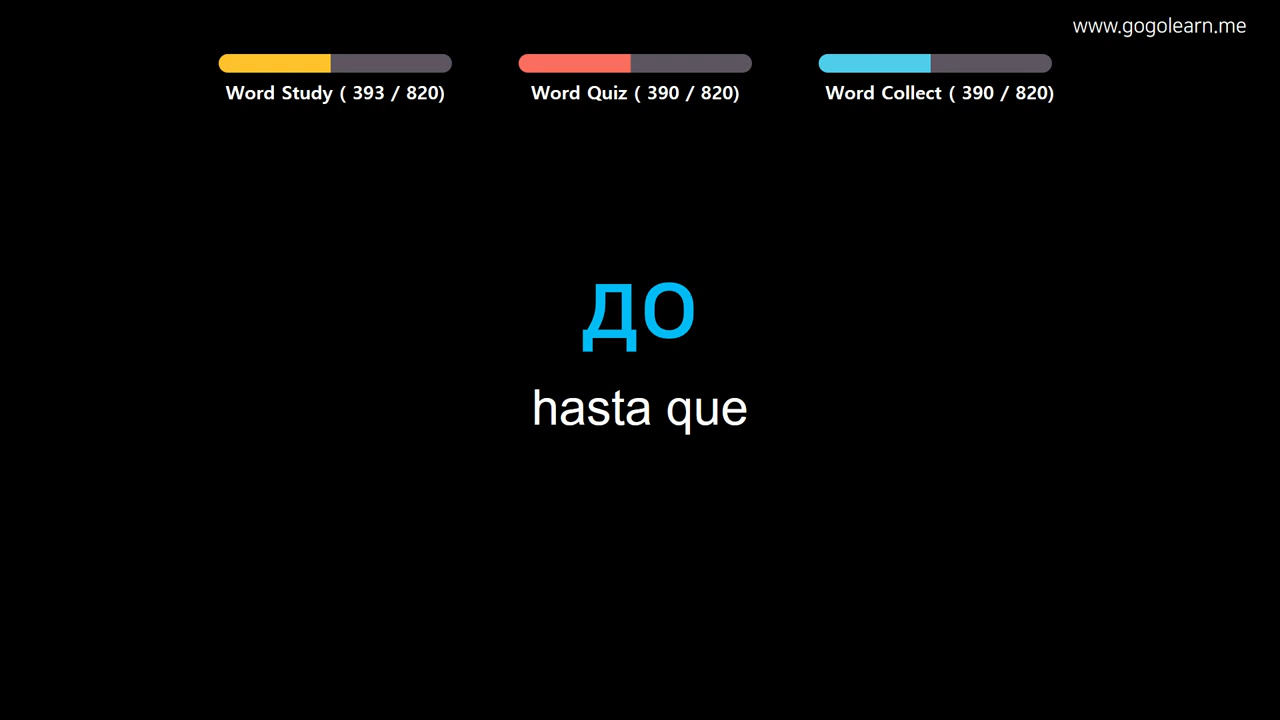 www.gogolearn.me
Word Study ( 393 / 820)
Word Quiz ( 390 / 820)
Word Collect ( 390 / 820)
до
hasta que